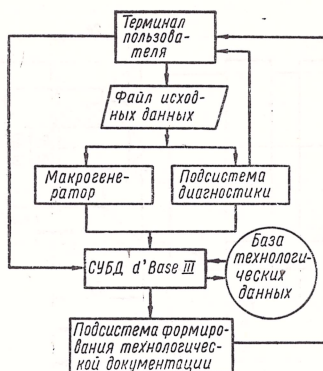 Терминал
пользова-
теля
Файл исход-
ных данных
Макрогене-
ратор
Подсистема
диагностики
СУБД d'Base III
База
технологи-
ческих
данных
Подсистема формиро-
вания технологичес-
кой документации